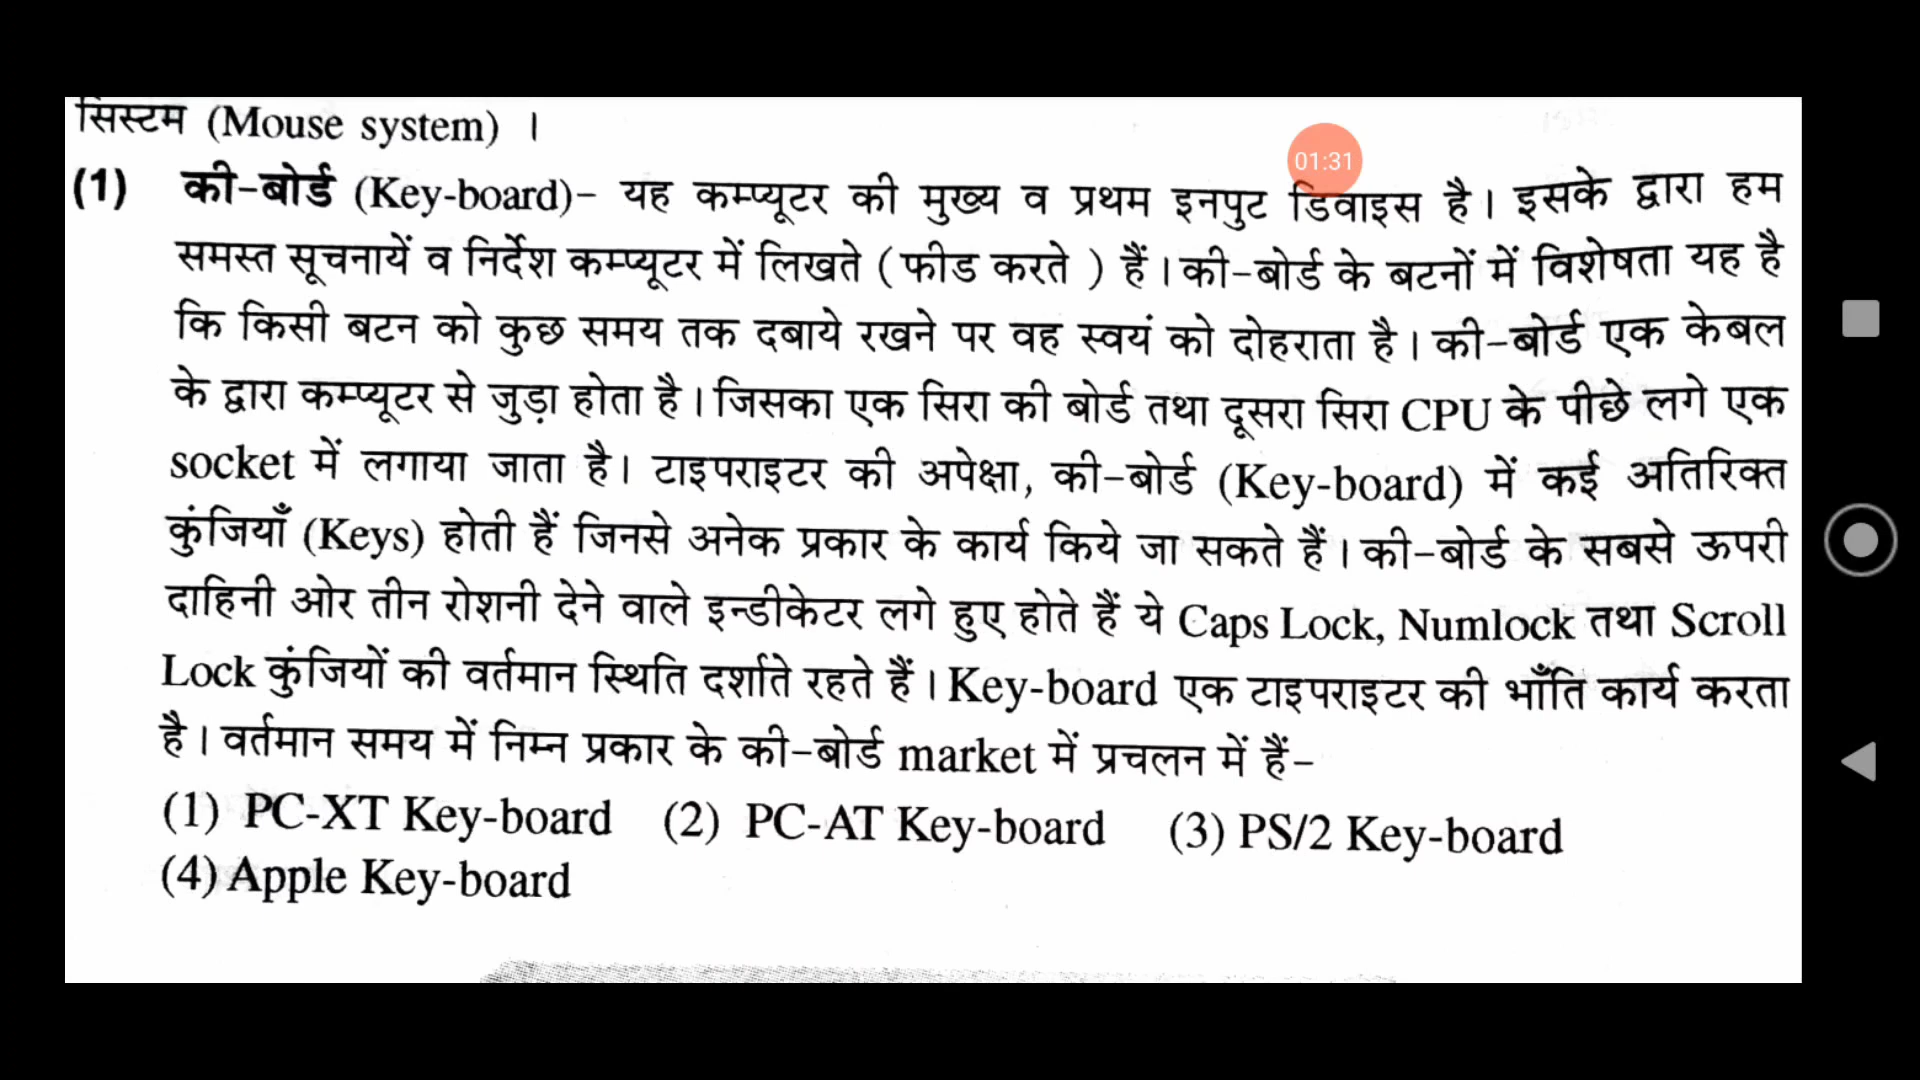 सिस्टम (Mouse system) ।
01:31
(1) की-बोर्ड (Key-board)- यह कम्प्यूटर की मुख्य व प्रथम इनपुट डिवाइस है। इसके द्वारा हम
समस्त सूचनायें व निर्देश कम्प्यूटर में लिखते ( फीड करते ) हैं। की-बोर्ड के बटनों में विशेषता यह है
कि किसी बटन को कुछ समय तक दबाये रखने पर वह स्वयं को दोहराता है। की-बोर्ड एक केबल
के द्वारा कम्प्यूटर से जुड़ा होता है। जिसका एक सिरा की बोर्ड तथा दूसरा सिरा CPU के पीछे लगे एक
socket में लगाया जाता है। टाइपराइटर की अपेक्षा, की-बोर्ड (Key-board) में कई अतिरिक्त
कुंजियाँ (Keys) होती हैं जिनसे अनेक प्रकार के कार्य किये जा सकते हैं। की-बोर्ड के सबसे ऊपरी
दाहिनी ओर तीन रोशनी देने वाले इन्डीकेटर लगे हुए होते हैं ये Caps Lock, Numlock तथा Scroll
Lock कुंजियों की वर्तमान स्थिति दर्शाते रहते हैं। Key-board एक टाइपराइटर की भाँति कार्य करता
है। वर्तमान समय में निम्न प्रकार के की-बोर्ड market में प्रचलन में हैं-
(1) PC-XT Key-board (2) PC-AT Key-board (3) PS/2 Key-board
(4) Apple Key-board